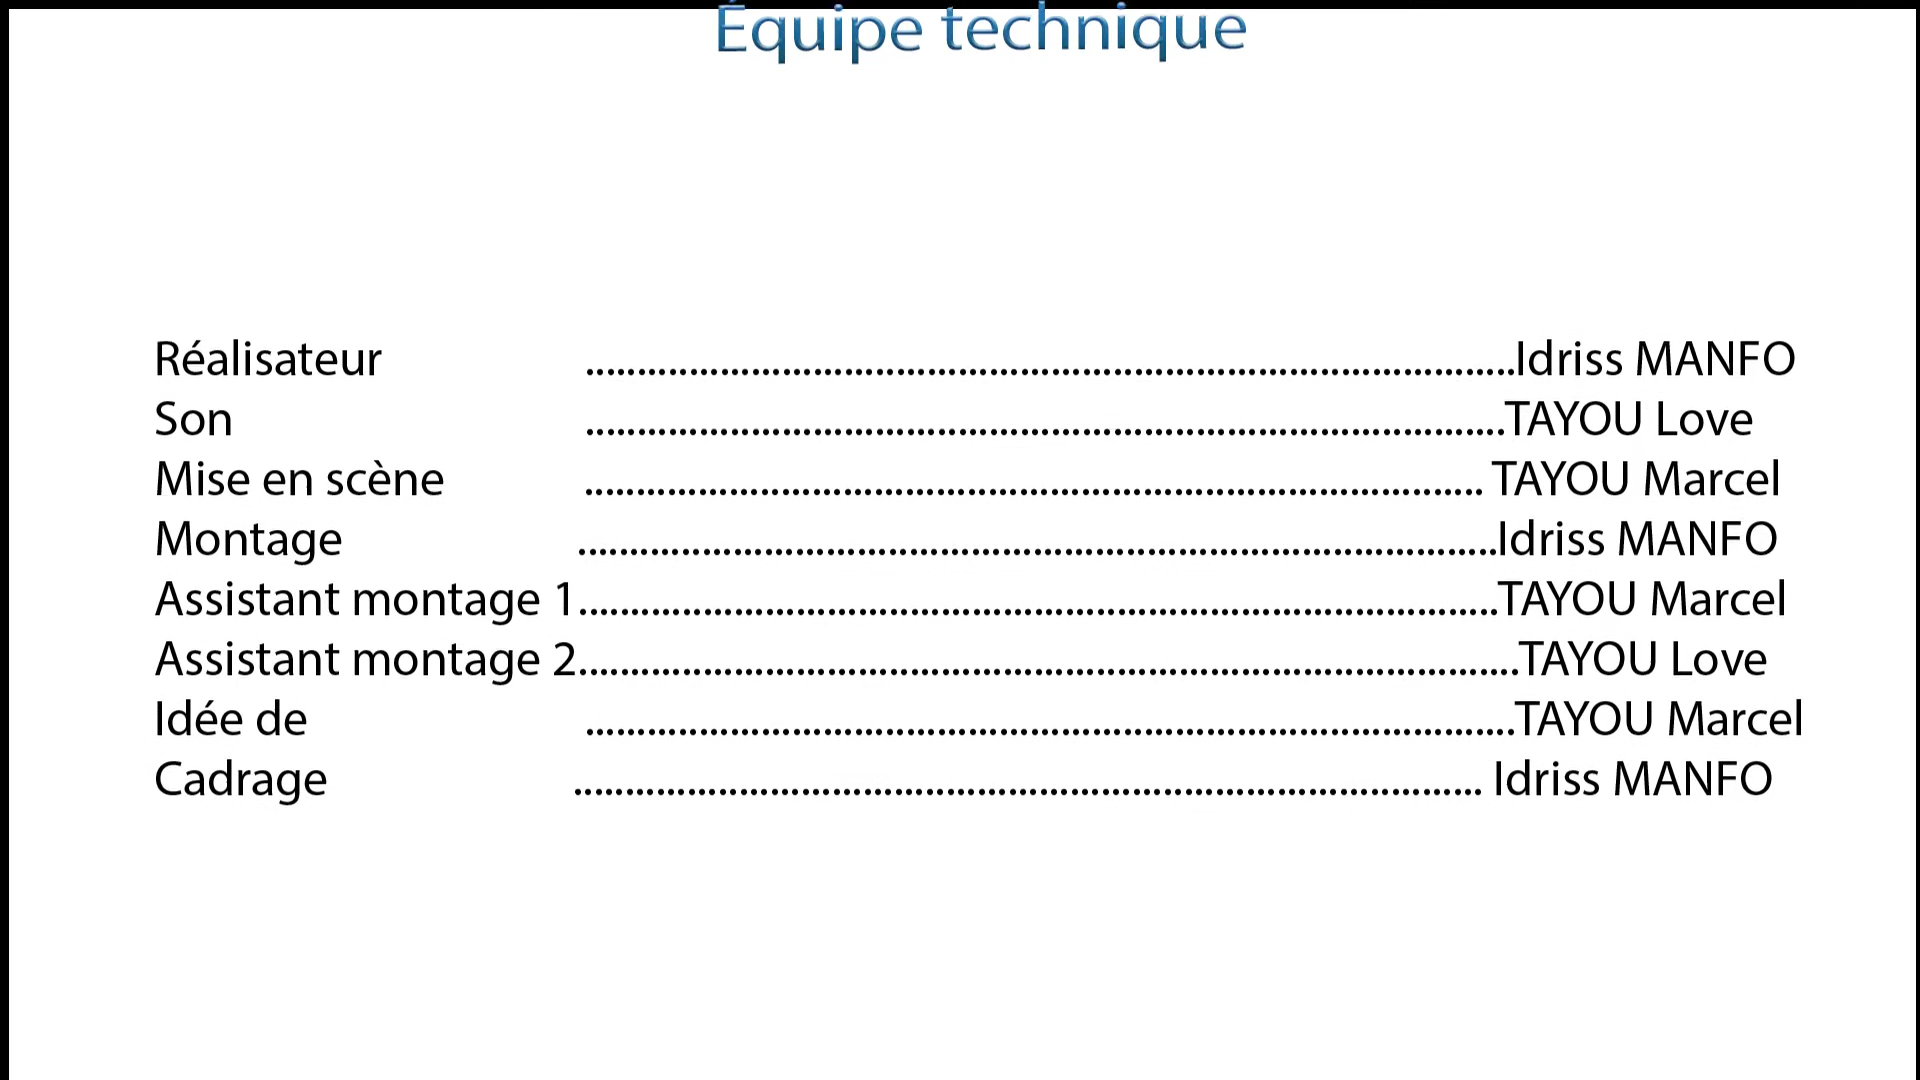 Équipe technique
Réalisateur ..........................................................................................Idriss MANFO
Son .........................................................................................TAYOU Love
Mise en scène ....................................................................................... TAYOU Marcel
Montage .........................................................................................Idriss MANFO
Assistant montage 1.........................................................................................TAYOU Marcel
Assistant montage 2...........................................................................................TAYOU Love
Idée de ..........................................................................................TAYOU Marcel
Cadrage ........................................................................................ Idriss MANFO